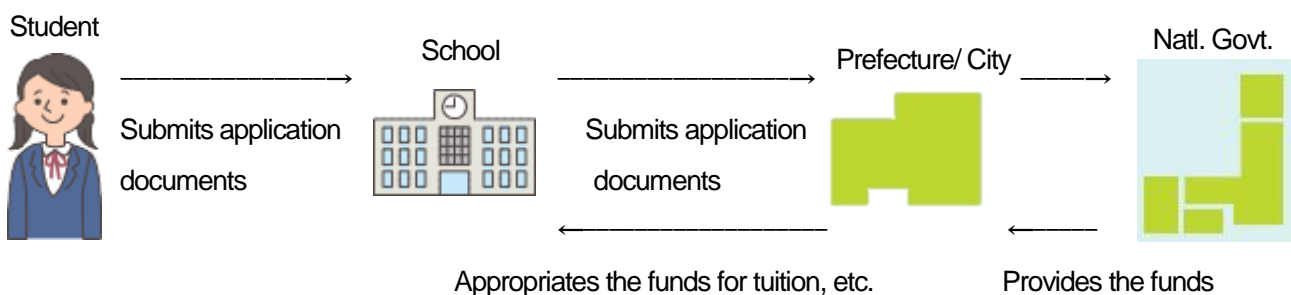 Student
School
Prefecture/ City
Natl. Govt.
Submits application
documents
Submits application
documents
Appropriates the funds for tuition, etc.
Provides the funds